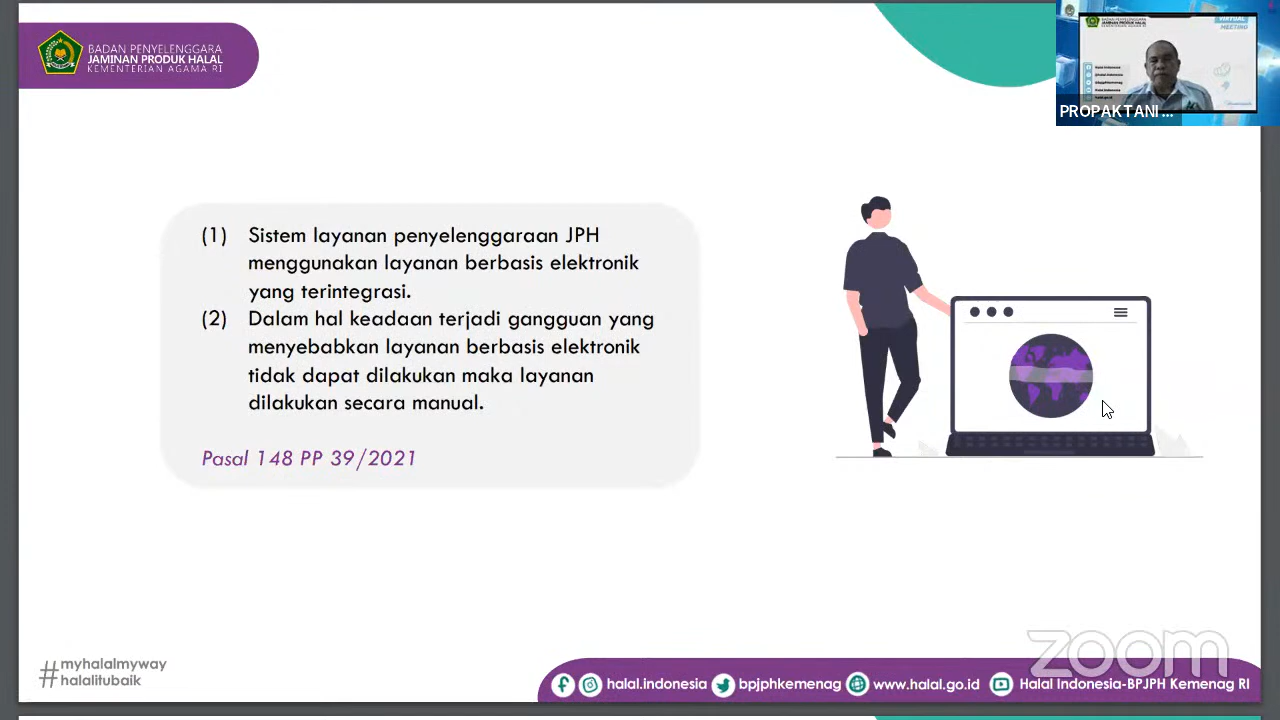 BADAN PENYELENGGARA
JAMINAN PRODUK HALAL
KEMENTERIAN AGAMA RI
VIRTUAL
MEETING
PROPAKTANI ...
(1) Sistem layanan penyelenggaraan JPH
menggunakan layanan berbasis elektronik
yang terintegrasi.
(2) Dalam hal keadaan terjadi gangguan yang
menyebabkan layanan berbasis elektronik
tidak dapat dilakukan maka layanan
dilakukan secara manual.
Pasal 148 PP 39/2021
zoom
#myhalalmyway
halalitubaik
halal.indonesia bpjphkemenag www.halal.go.id Halal Indonesia-BPJPH Kemenag RI